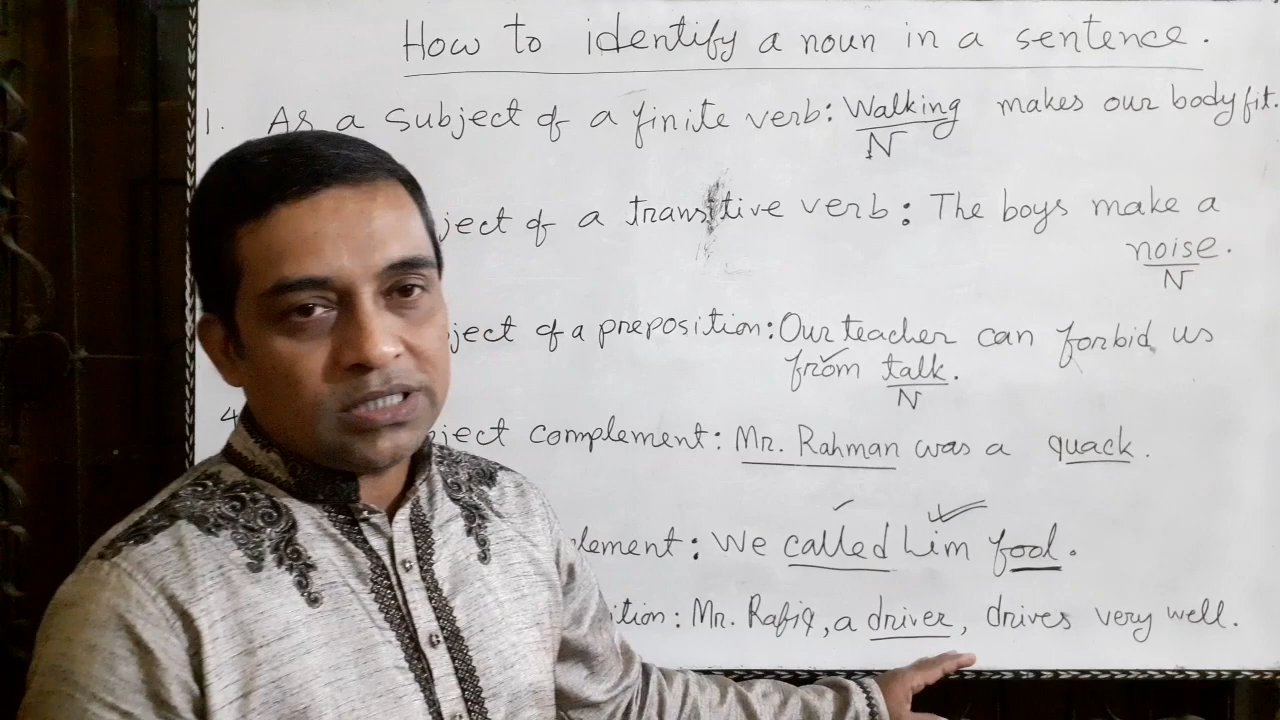 How to identify a noun in a sentence.
1. As a subject of a finite verb: Walking makes our body fit.
N
ject of a transitive verb: The boys make a
noise.
N
ject of a preposition: Our teacher can forbid us
from talk.
N
4
ject complement: Mr. Rahman was a quack.
lement: We called him fool.
ition: Mr. Rafiq, a driver, drives very well.